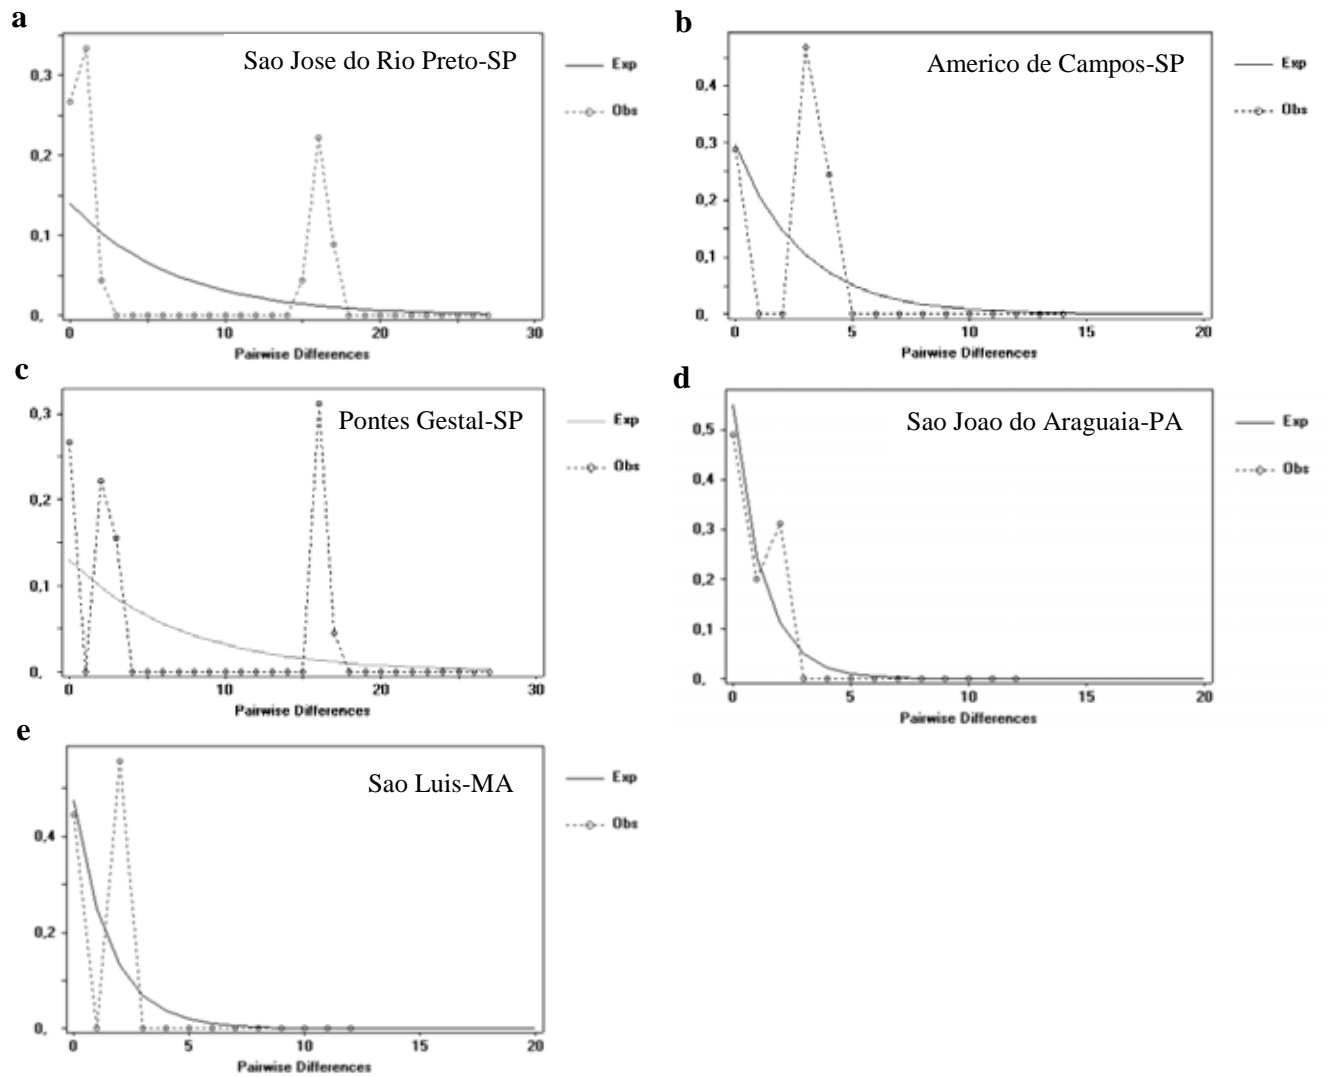 a
Sao Jose do Rio Preto-SP
Exp
Obs
0,3
0,2
0,1
0,
0 10 20 30
Pairwise Differences
b
Americo de Campos-SP
Exp
Obs
0,4
0,3
0,2
0,1
0,
0 5 10 15 20
Pairwise Differences
c
Pontes Gestal-SP
Exp
Obs
0,3
0,2
0,1
0,
0 10 20 30
Pairwise Differences
d
Sao Joao do Araguaia-PA
Exp
Obs
0,5
0,4
0,3
0,2
0,1
0,
0 5 10 15 20
Pairwise Differences
e
Sao Luis-MA
Exp
Obs
0,4
0,2
0,
0 5 10 15 20
Pairwise Differences